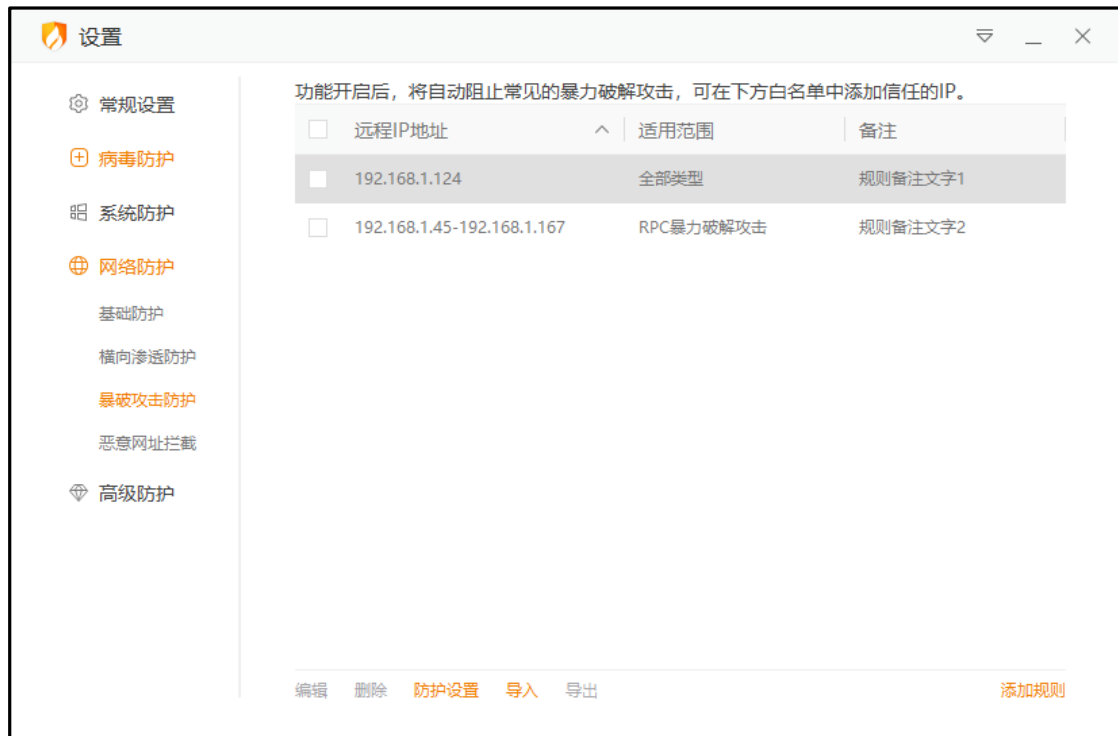 设置
常规设置
病毒防护
系统防护
网络防护
基础防护
横向渗透防护
暴破攻击防护
恶意网址拦截
高级防护
功能开启后，将自动阻止常见的暴力破解攻击，可在下方白名单中添加信任的IP。
远程IP地址 适用范围 备注
192.168.1.124 全部类型 规则备注文字1
192.168.1.45-192.168.1.167 RPC暴力破解攻击 规则备注文字2
编辑 删除 防护设置 导入 导出 添加规则